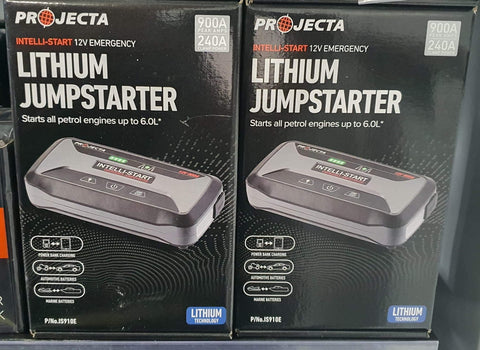 PROJECTA
900A
PEAK AMPS
240A
INTELLI-START 12V EMERGENCY
LITHIUM
JUMPSTARTER
Starts all petrol engines up to 6.0L*
PROJECTA
INTELLI-START
POWER BANK CHARGING
AUTOMOTIVE BATTERIES
MARINE BATTERIES
P/No.IS910E
LITHIUM
TECHNOLOGY
PROJECTA
900A
PEAK AMPS
240A
INTELLI-START 12V EMERGENCY
LITHIUM
JUMPSTARTER
Starts all petrol engines up to 6.0L*
PROJECTA
INTELLI-START
POWER BANK CHARGING
AUTOMOTIVE BATTERIES
MARINE BATTERIES
P/No.IS910E
LITHIUM
TECHNOLOGY